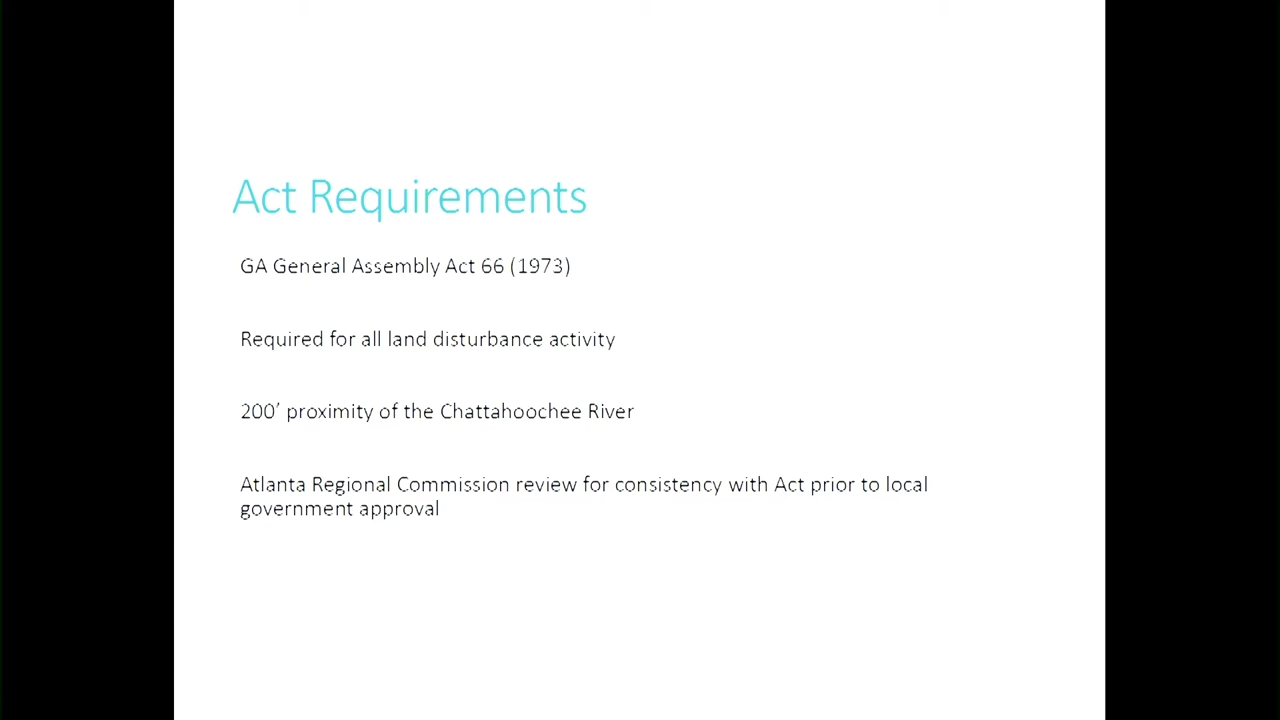 Act Requirements
GA General Assembly Act 66 (1973)
Required for all land disturbance activity
200’ proximity of the Chattahoochee River
Atlanta Regional Commission review for consistency with Act prior to local
government approval